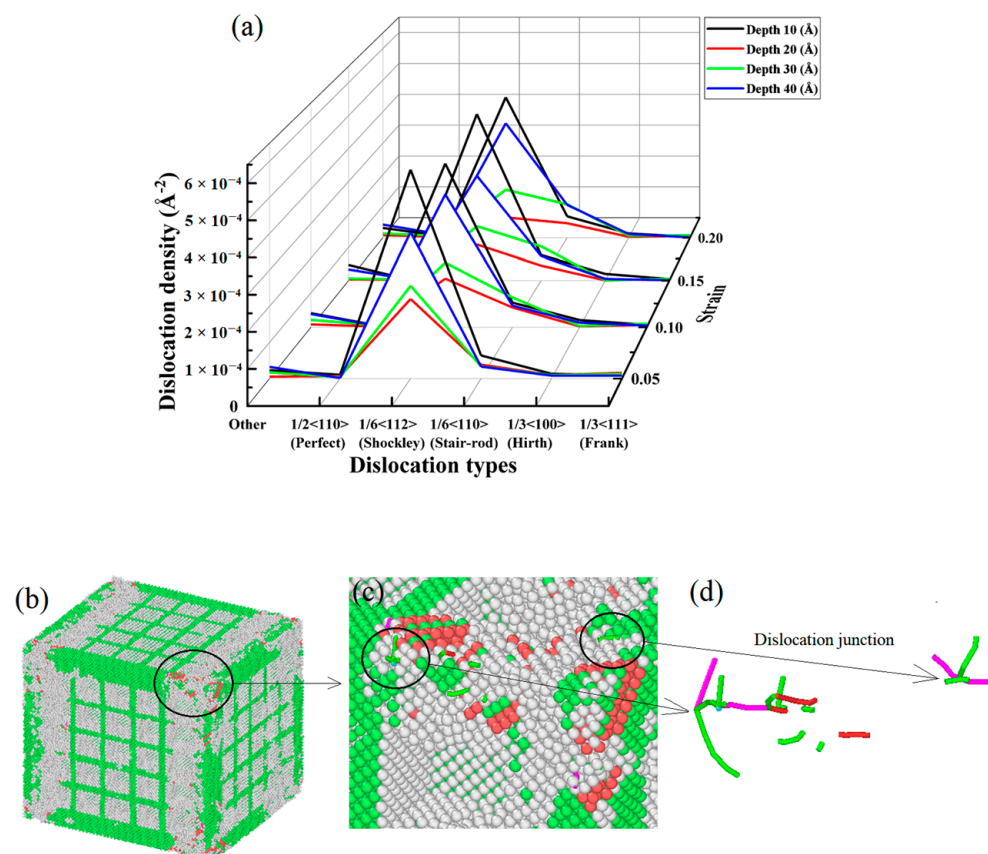 (a)
Depth 10 (Å)
Depth 20 (Å)
Depth 30 (Å)
Depth 40 (Å)
Dislocation density (Å⁻²)
6 × 10⁻⁴
5 × 10⁻⁴
4 × 10⁻⁴
3 × 10⁻⁴
2 × 10⁻⁴
1 × 10⁻⁴
0
0.20
0.15
0.10
0.05
Strain
Other 1/2<110> 1/6<112> 1/6<110> 1/3<100> 1/3<111>
(Perfect) (Shockley) (Stair-rod) (Hirth) (Frank)
Dislocation types
(b)
(c)
(d)
Dislocation junction